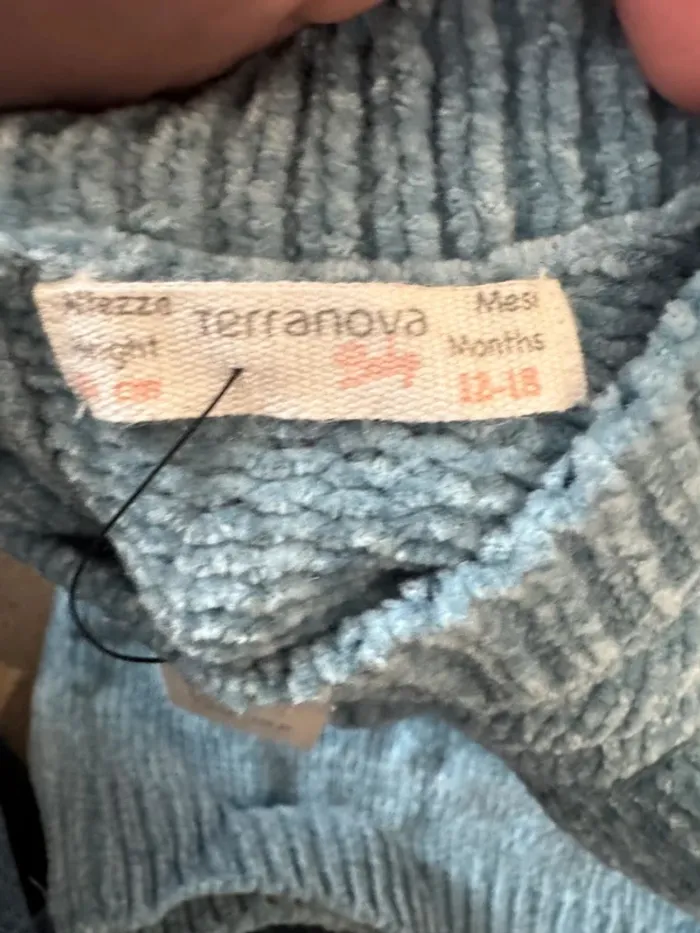 Altezza Terranova Mesi
Height Baby Months
cm 12-18